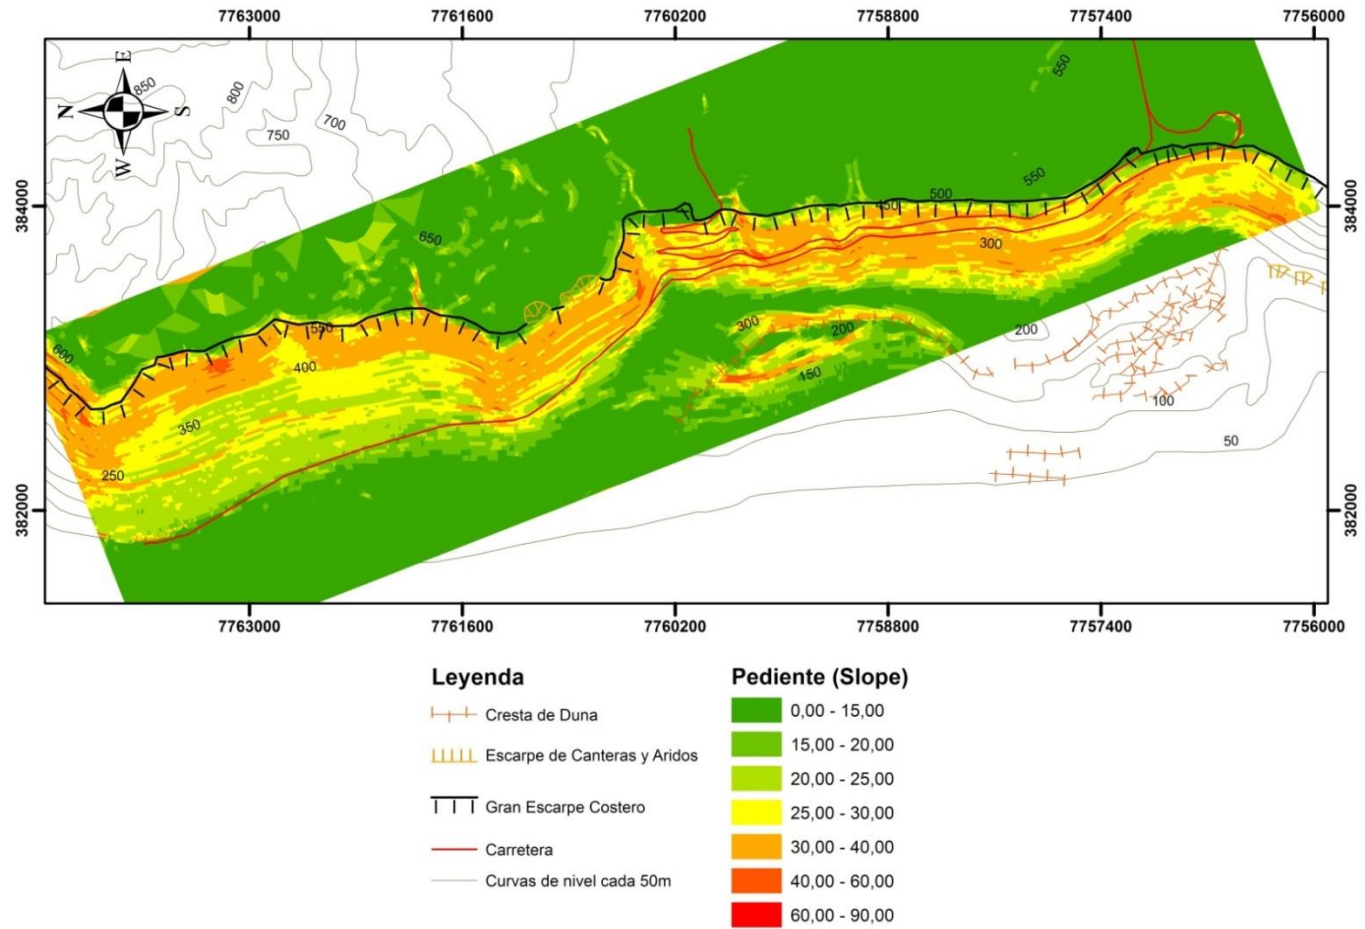 7763000 7761600 7760200 7758800 7757400 7756000
E
N S
W
850
800
750
700
650
600
550
400
350
250
550
550
500
450
300
300
200
150
200
100
50
384000
384000
382000
382000
7763000 7761600 7760200 7758800 7757400 7756000
Leyenda
Cresta de Duna
Escarpe de Canteras y Aridos
Gran Escarpe Costero
Carretera
Curvas de nivel cada 50m
Pediente (Slope)
0,00 - 15,00
15,00 - 20,00
20,00 - 25,00
25,00 - 30,00
30,00 - 40,00
40,00 - 60,00
60,00 - 90,00